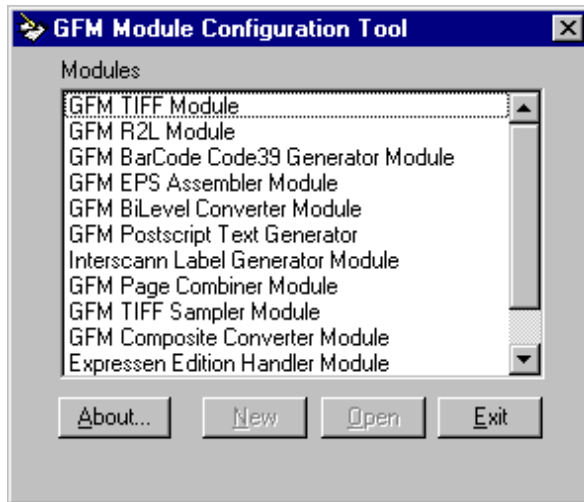 GFM Module Configuration Tool
Modules
GFM TIFF Module
GFM R2L Module
GFM BarCode Code39 Generator Module
GFM EPS Assembler Module
GFM BiLevel Converter Module
GFM Postscript Text Generator
Interscann Label Generator Module
GFM Page Combiner Module
GFM TIFF Sampler Module
GFM Composite Converter Module
Expressen Edition Handler Module
About... New Open Exit